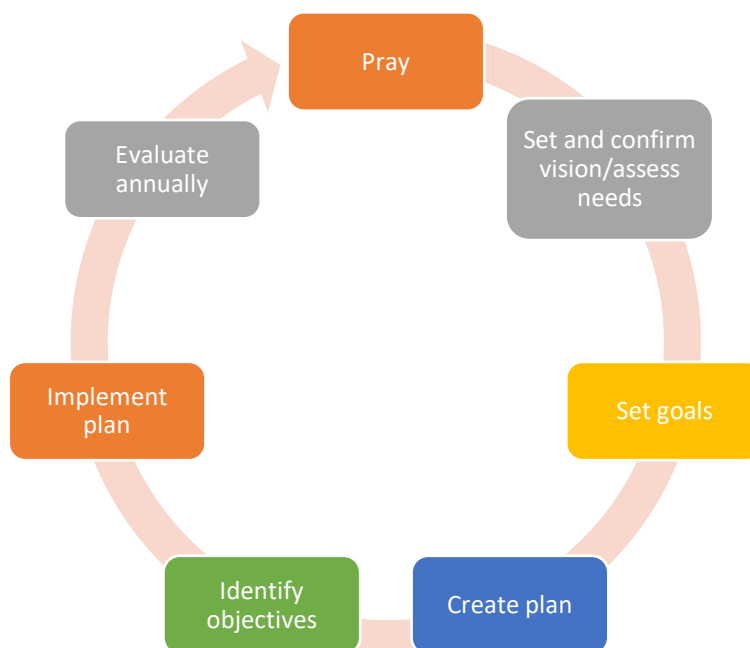 Pray
Set and confirm
vision/assess
needs
Set goals
Create plan
Identify
objectives
Implement
plan
Evaluate
annually